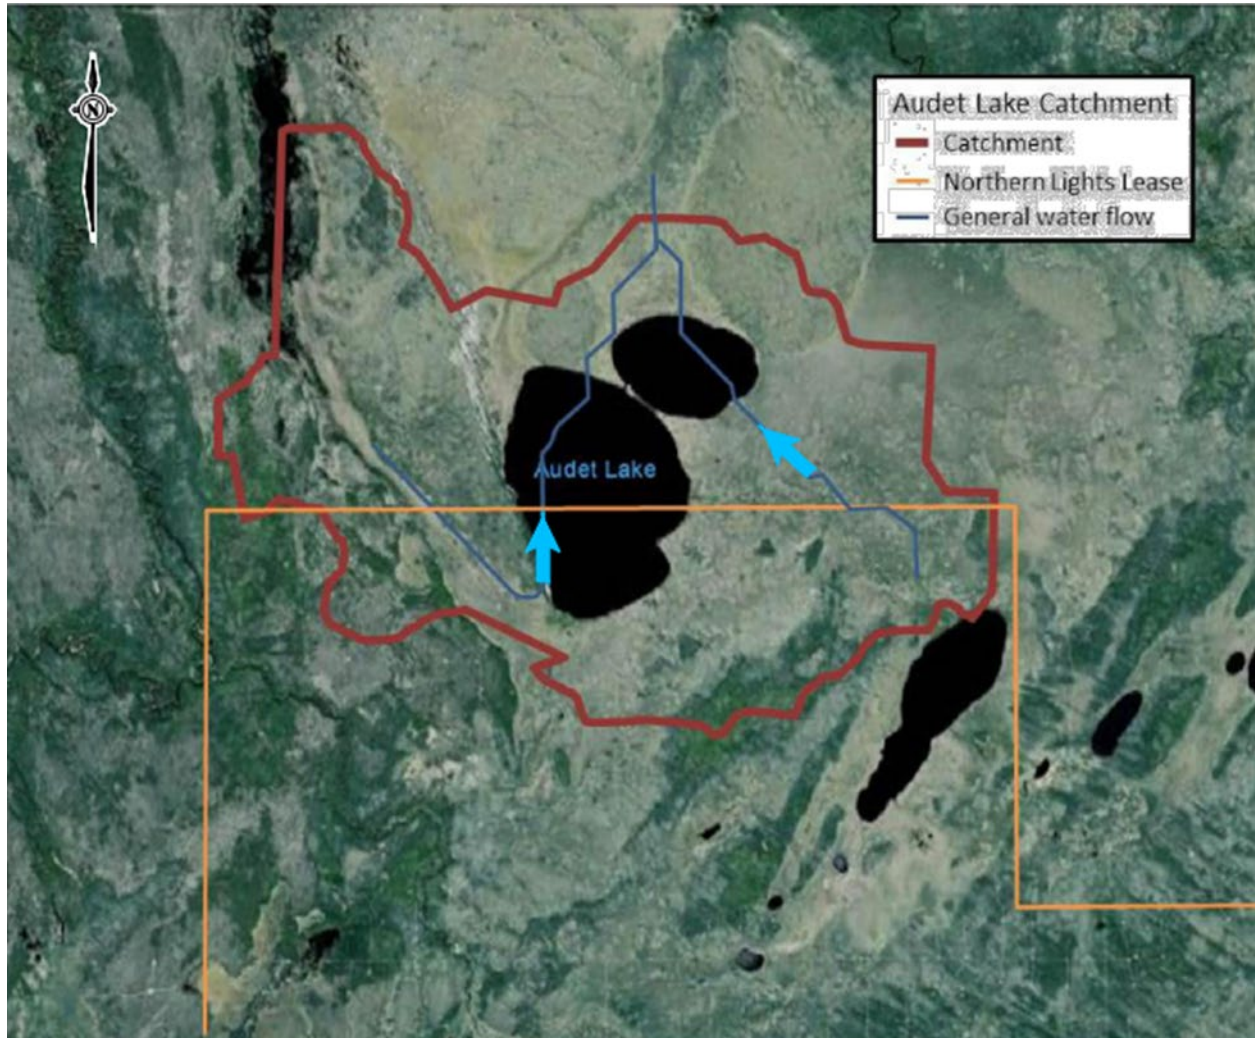 N
Audet Lake Catchment
Catchment
Northern Lights Lease
General water flow
Audet Lake